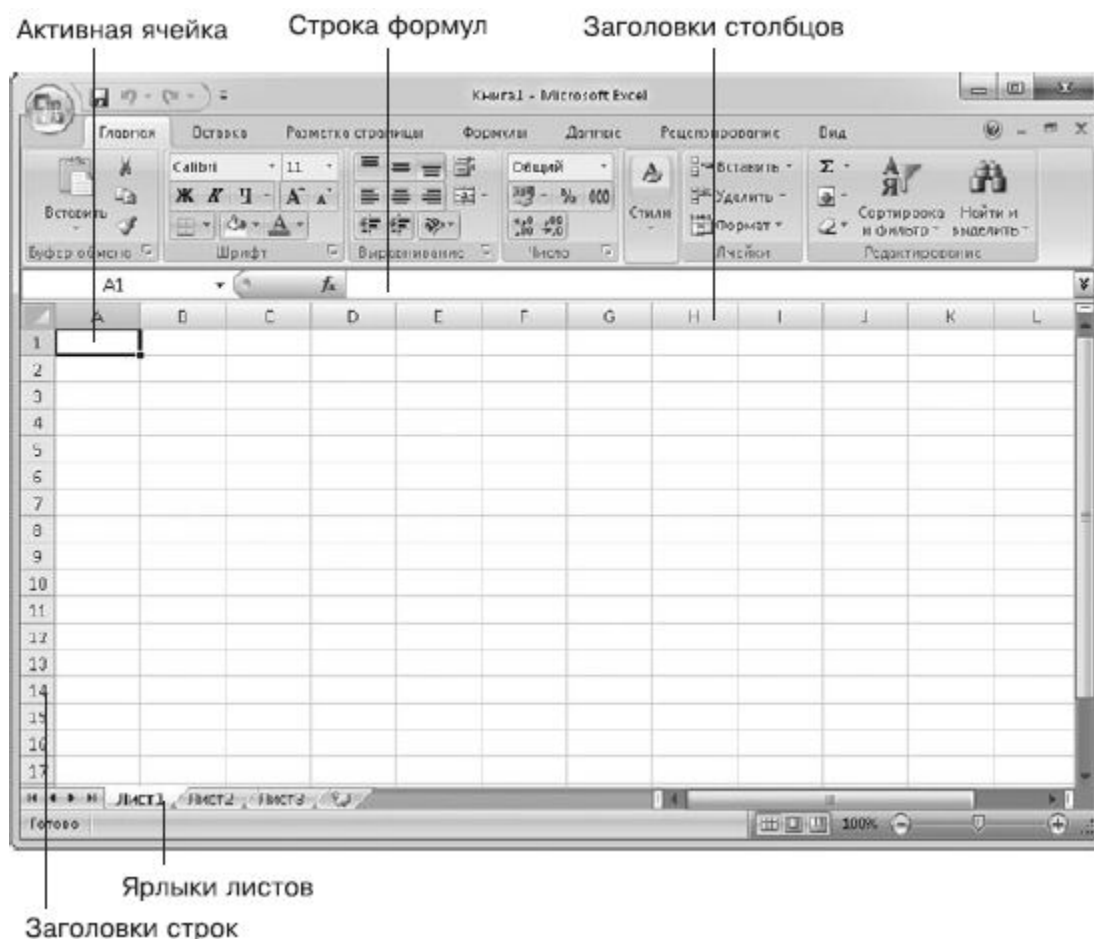 Активная ячейка
Строка формул
Заголовки столбцов
Книга1 - Microsoft Excel
Главная Вставка Разметка страницы Формулы Данные Рецензирование Вид
Вставить
Буфер обмена
Calibri 11
Ж К Ч А А
А
Шрифт
Выравнивание
Общий
% 000
Число
Стили
Вставить
Удалить
Формат
Ячейки
Σ
Сортировка и фильтр
Найти и выделить
Редактирование
A1
fx
A B C D E F G H I J K L
1
2
3
4
5
6
7
8
9
10
11
12
13
14
15
16
17
Лист1 Лист2 Лист3
Готово
100%
Ярлыки листов
Заголовки строк